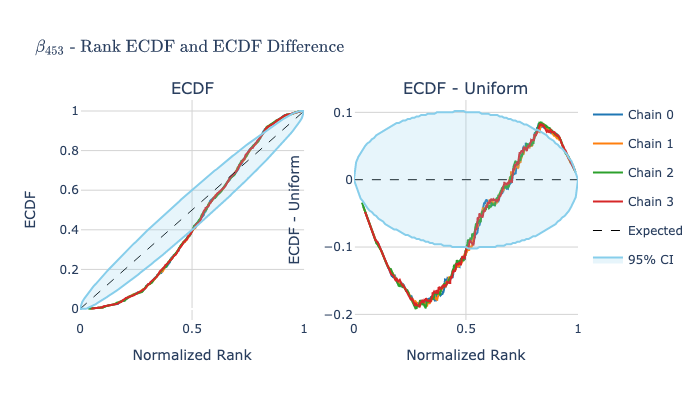 β453 - Rank ECDF and ECDF Difference
ECDF
ECDF - Uniform
ECDF
1
0.8
0.6
0.4
0.2
0
0
0.5
1
Normalized Rank
ECDF - Uniform
0.1
0
−0.1
−0.2
0
0.5
1
Normalized Rank
Chain 0
Chain 1
Chain 2
Chain 3
Expected
95% CI